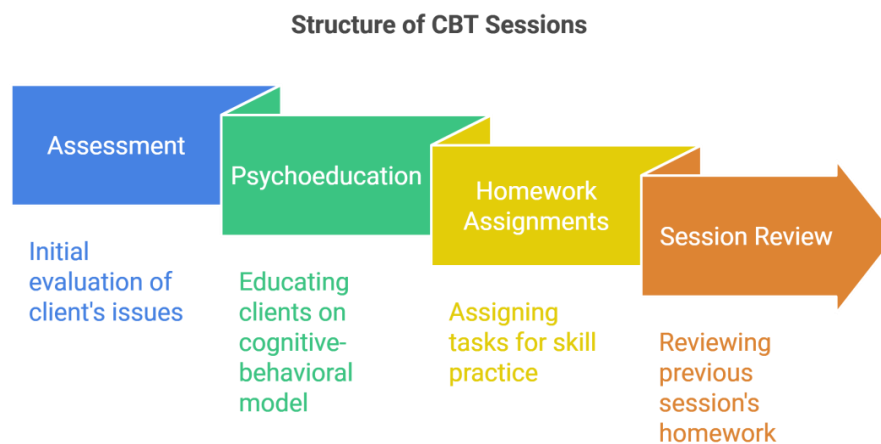 Structure of CBT Sessions
Assessment
Initial
evaluation of
client's issues
Psychoeducation
Educating
clients on
cognitive-
behavioral
model
Homework
Assignments
Assigning
tasks for skill
practice
Session Review
Reviewing
previous
session's
homework